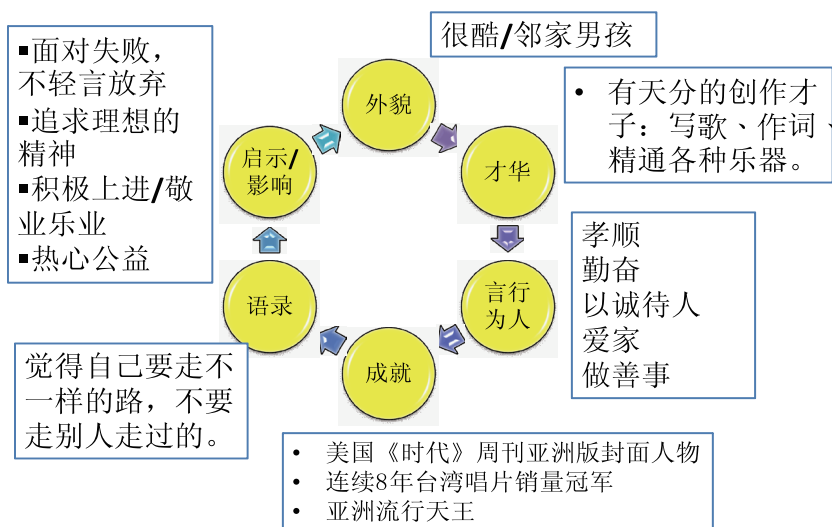 很酷/邻家男孩
外貌
• 有天分的创作才
子：写歌、作词、
精通各种乐器。
才华
孝顺
勤奋
以诚待人
爱家
做善事
言行
为人
成就
• 美国《时代》周刊亚洲版封面人物
• 连续8年台湾唱片销量冠军
• 亚洲流行天王
语录
觉得自己要走不
一样的路，不要
走别人走过的。
启示/
影响
▪面对失败，
不轻言放弃
▪追求理想的
精神
▪积极上进/敬
业乐业
▪热心公益